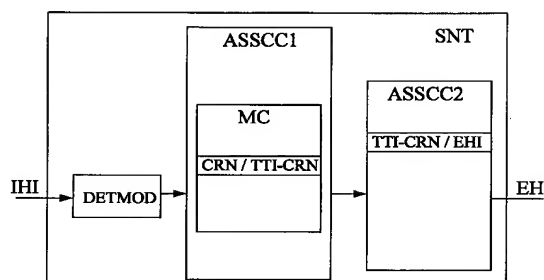 SNT
ASSCC1
ASSCC2
MC
TTI-CRN / EHI
CRN / TTI-CRN
IHI
DETMOD
EH